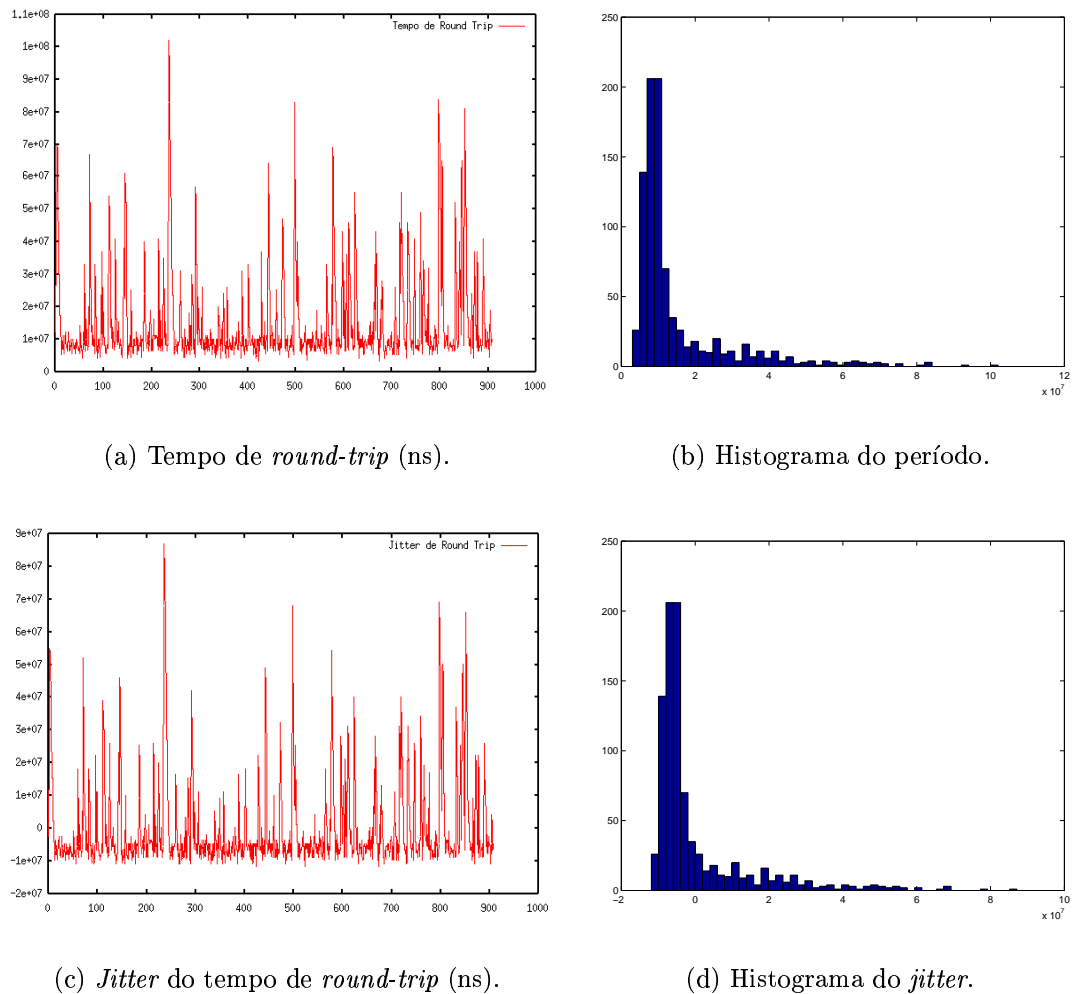 1.1e+08
1e+08
9e+07
8e+07
7e+07
6e+07
5e+07
4e+07
3e+07
2e+07
1e+07
0
0 100 200 300 400 500 600 700 800 900 1000
Tempo de Round Trip
(a) Tempo de round-trip (ns).
250
200
150
100
50
0
0 2 4 6 8 10 12
x 10^7
(b) Histograma do período.
9e+07
8e+07
7e+07
6e+07
5e+07
4e+07
3e+07
2e+07
1e+07
0
-1e+07
-2e+07
0 100 200 300 400 500 600 700 800 900 1000
Jitter de Round Trip
(c) Jitter do tempo de round-trip (ns).
250
200
150
100
50
0
−2 0 2 4 6 8 10
x 10^7
(d) Histograma do jitter.